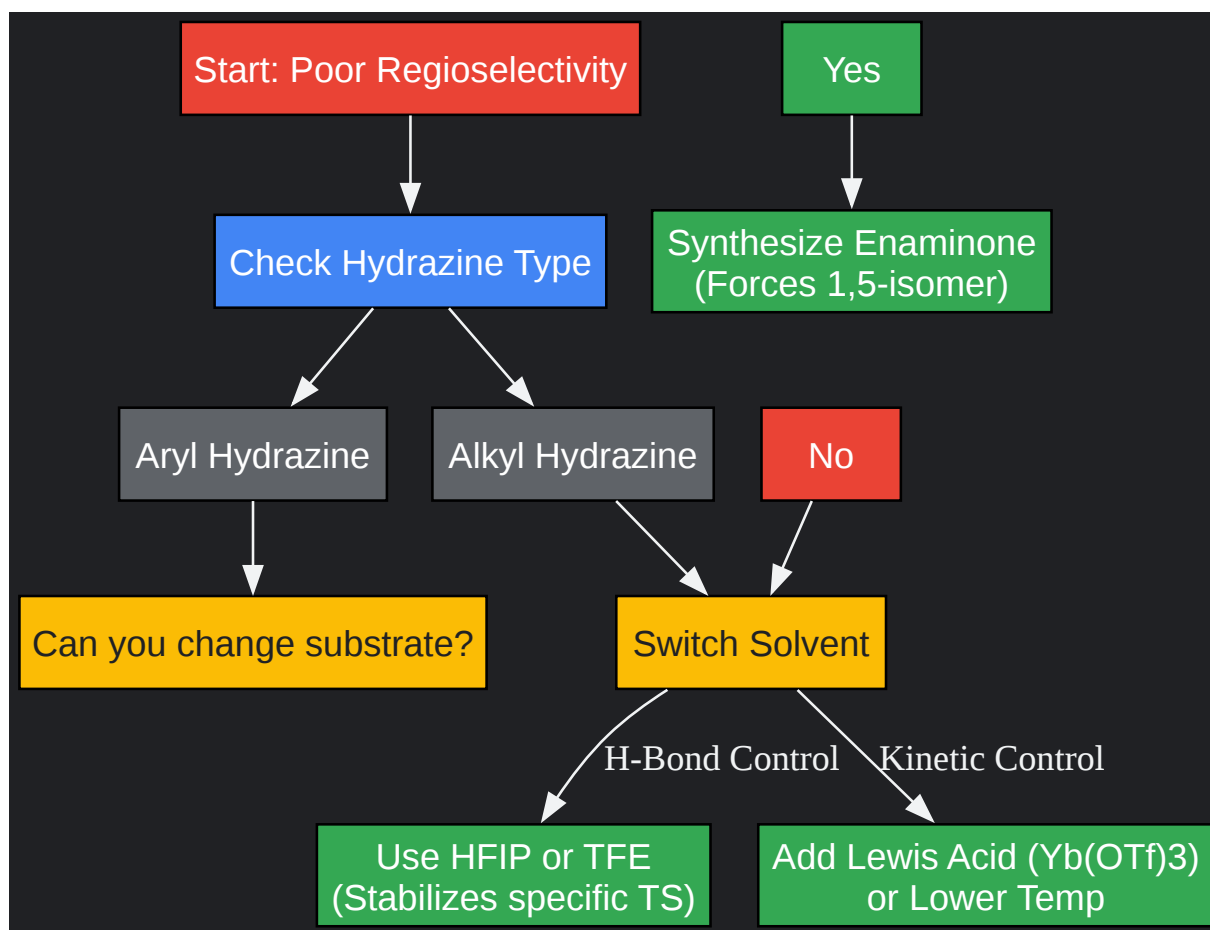 Start: Poor Regioselectivity
Yes
Check Hydrazine Type
Synthesize Enaminone
(Forces 1,5-isomer)
Aryl Hydrazine
Alkyl Hydrazine
No
Can you change substrate?
Switch Solvent
H-Bond Control
Kinetic Control
Use HFIP or TFE
(Stabilizes specific TS)
Add Lewis Acid (Yb(OTf)3)
or Lower Temp